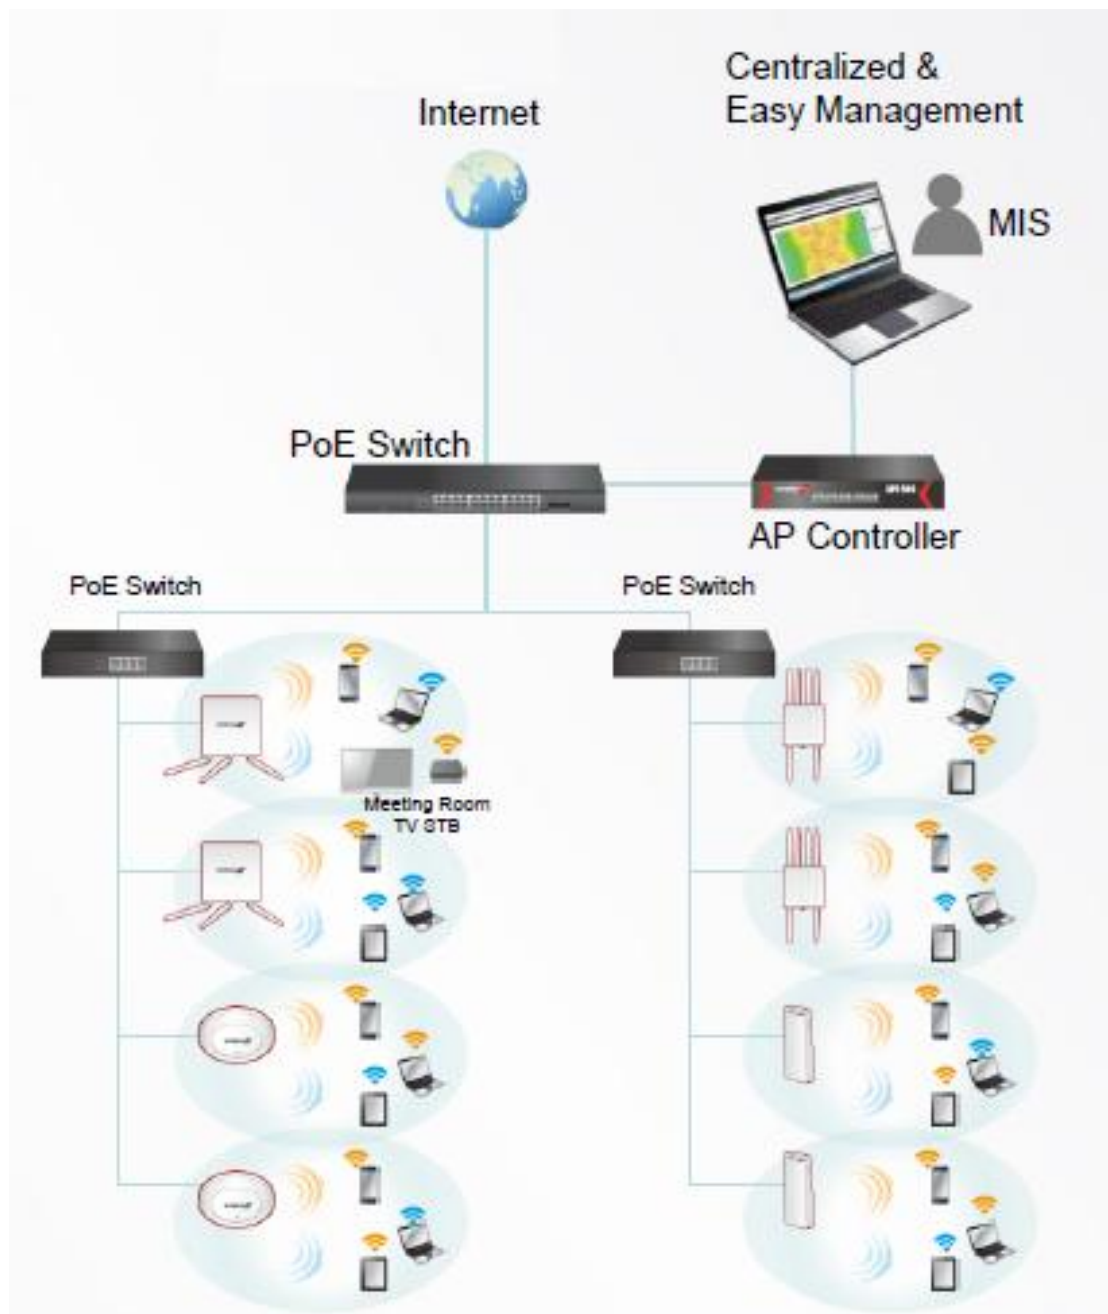 Centralized &
Easy Management
Internet
MIS
PoE Switch
AP Controller
PoE Switch
PoE Switch
Meeting Room
TV STB